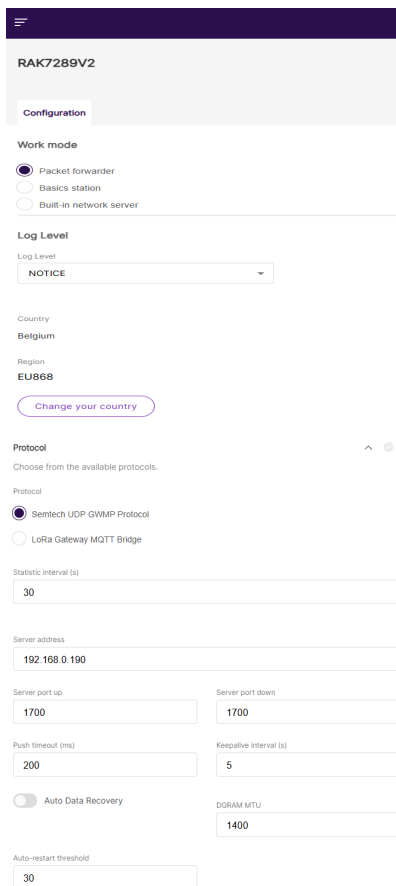 RAK7289V2
Configuration
Work mode
Packet forwarder
Basics station
Built-in network server
Log Level
Log Level
NOTICE
Country
Belgium
Region
EU868
Change your country
Protocol
Choose from the available protocols.
Protocol
Semtech UDP GWMP Protocol
LoRa Gateway MQTT Bridge
Statistic interval (s)
30
Server address
192.168.0.190
Server port up Server port down
1700 1700
Push timeout (ms) Keepalive interval (s)
200 5
Auto Data Recovery DGRAM MTU
1400
Auto-restart threshold
30